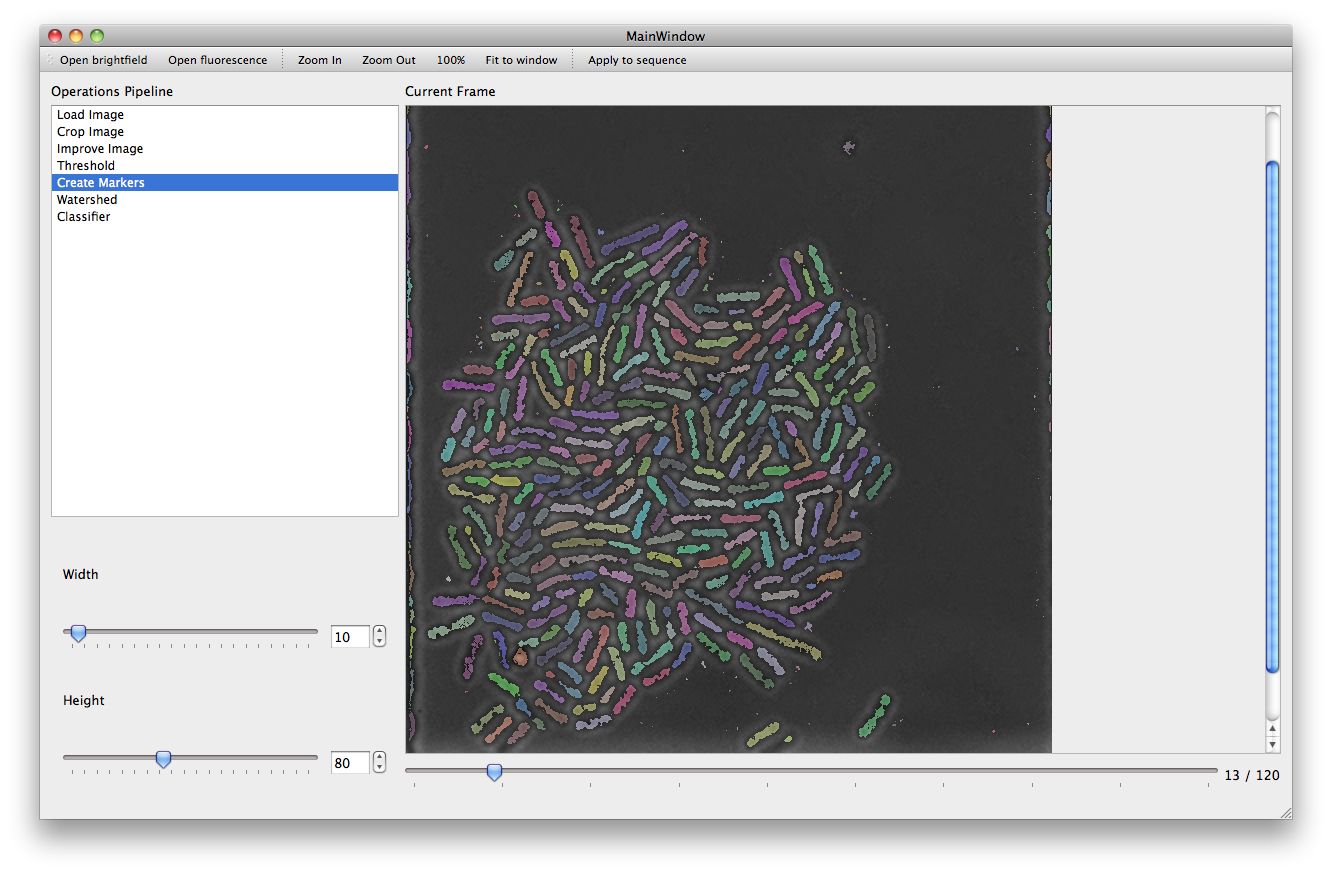 MainWindow
Open brightfield Open fluorescence Zoom In Zoom Out 100% Fit to window Apply to sequence
Operations Pipeline
Current Frame
Load Image
Crop Image
Improve Image
Threshold
Create Markers
Watershed
Classifier
Width
10
Height
80
13 / 120